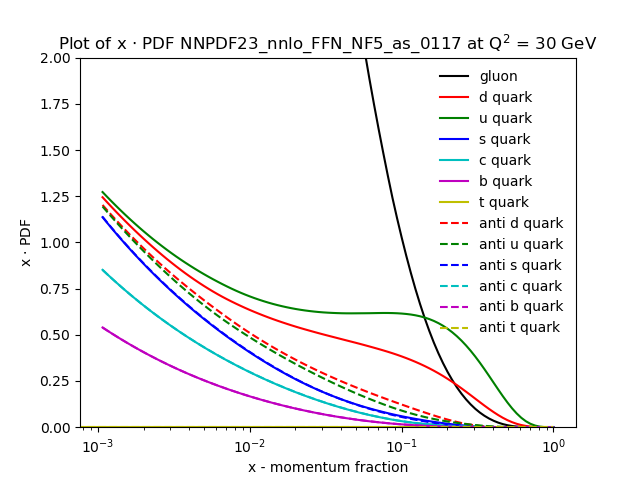 Plot of x · PDF NNPDF23_nnlo_FFN_NF5_as_0117 at Q² = 30 GeV
2.00
1.75
1.50
1.25
1.00
0.75
0.50
0.25
0.00
x · PDF
gluon
d quark
u quark
s quark
c quark
b quark
t quark
anti d quark
anti u quark
anti s quark
anti c quark
anti b quark
anti t quark
10⁻³ 10⁻² 10⁻¹ 10⁰
x - momentum fraction